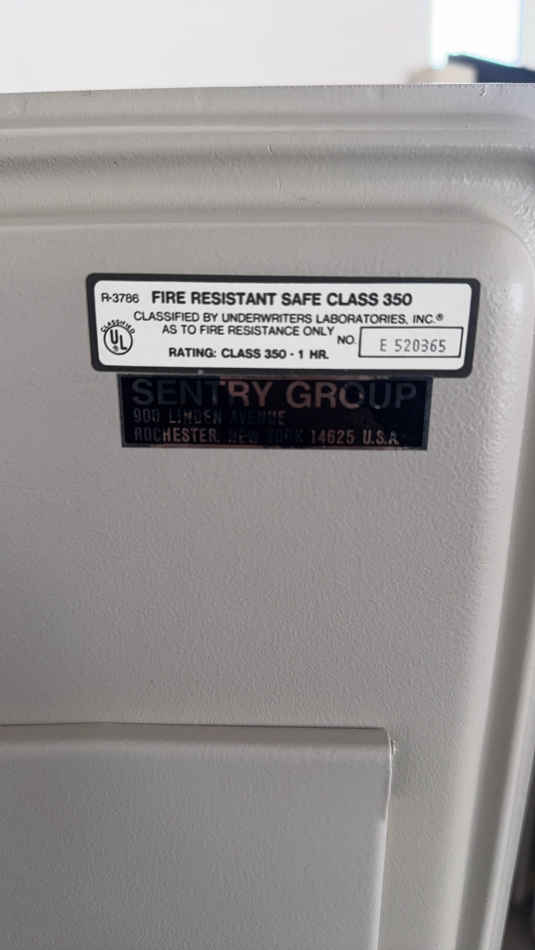 R-3786 FIRE RESISTANT SAFE CLASS 350
CLASSIFIED BY UNDERWRITERS LABORATORIES, INC.®
AS TO FIRE RESISTANCE ONLY
CLASSIFIED
UL
NO. E 520365
RATING: CLASS 350 - 1 HR.
SENTRY GROUP
900 LINDEN AVENUE
ROCHESTER, NEW YORK 14625 U.S.A.